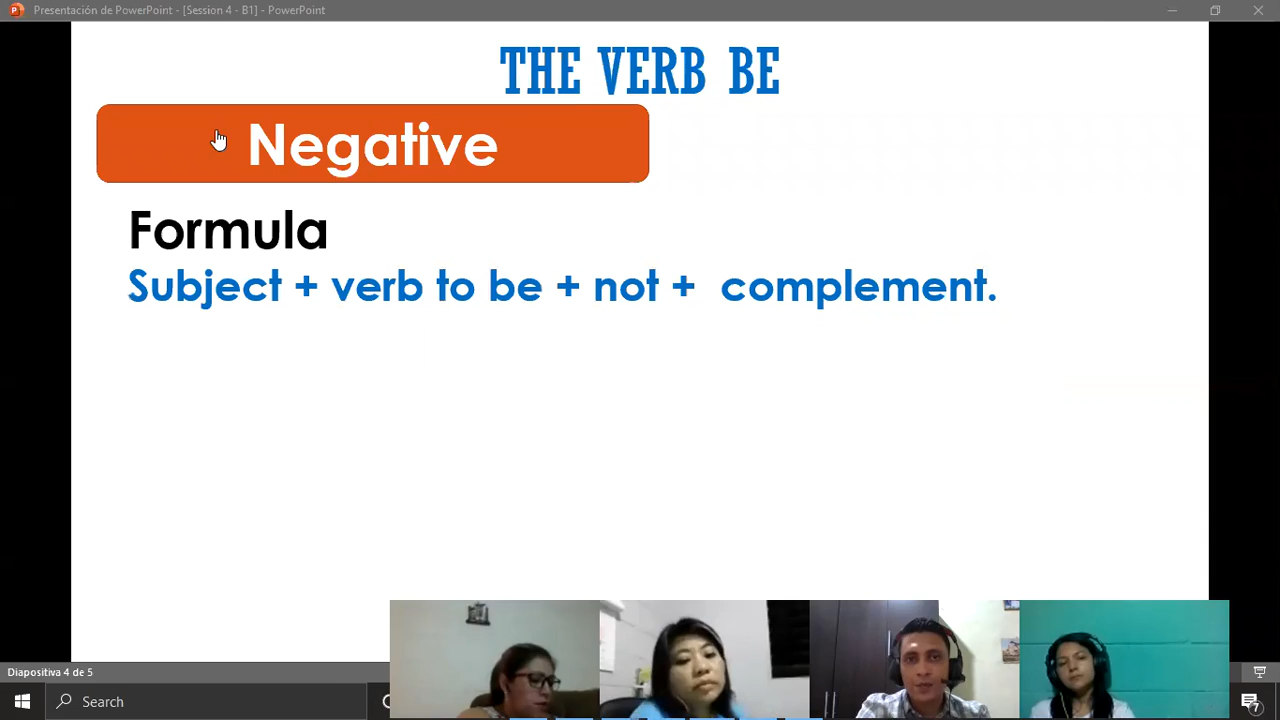 Presentación de PowerPoint - [Session 4 - B1] - PowerPoint
THE VERB BE
Negative
Formula
Subject + verb to be + not + complement.
Diapositiva 4 de 5
Search
7